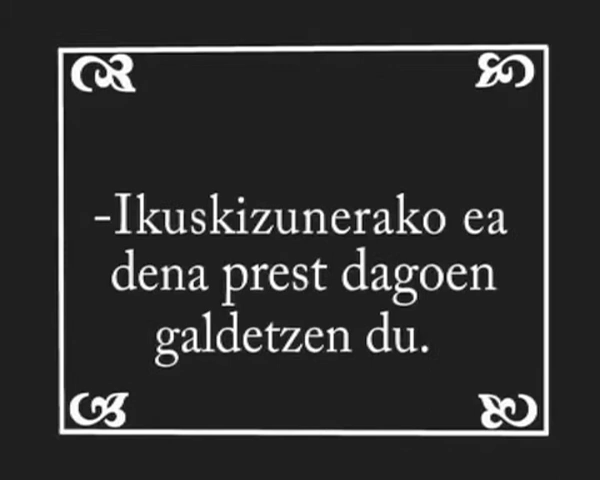 -Ikuskizunerako ea
dena prest dagoen
galdetzen du.